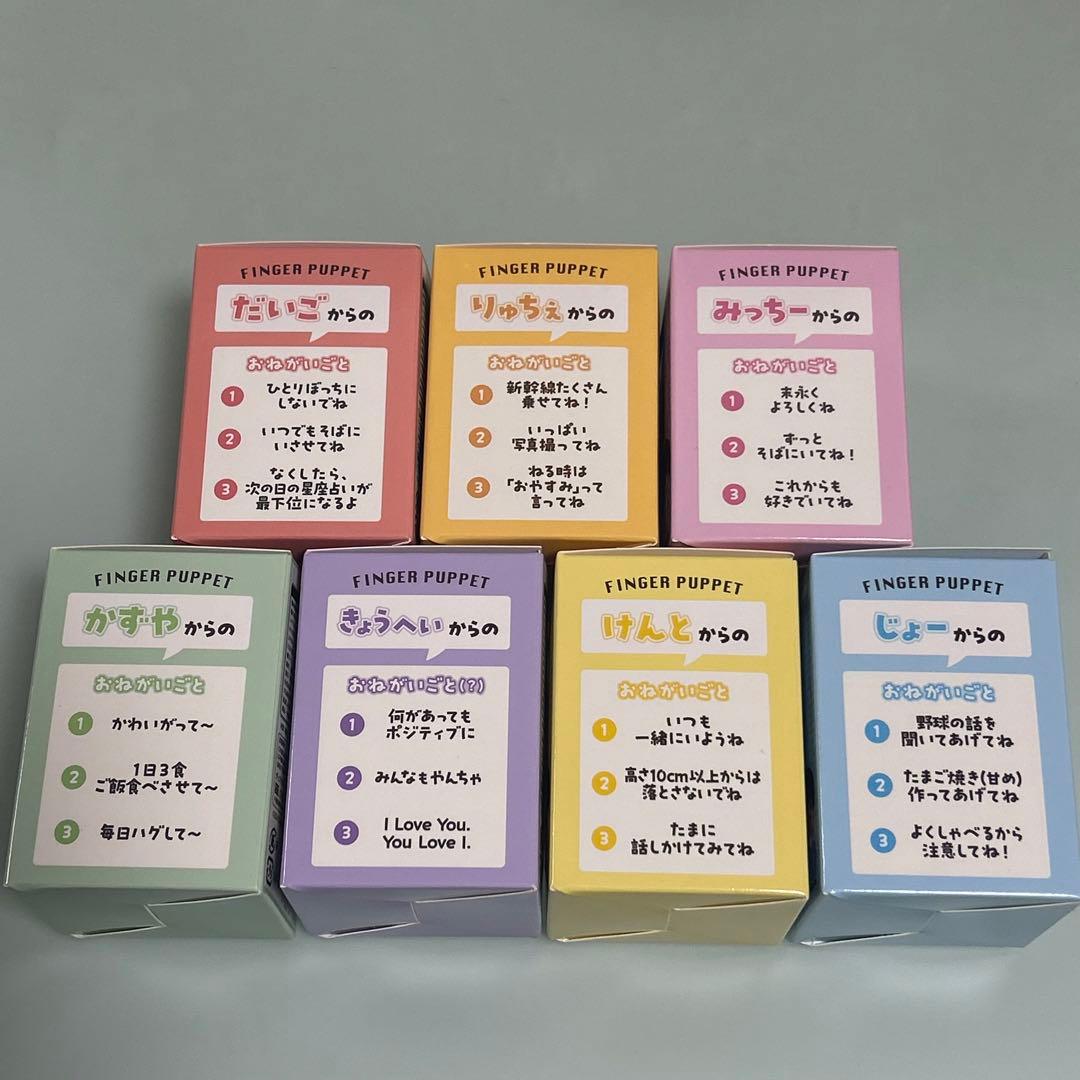 FINGER PUPPET
だいごからの
おねがいごと
1 ひとりぼっちに
しないでね
2 いつでもそばに
いさせてね
3 なくしたら、
次の日の星座占いが
最下位になるよ
FINGER PUPPET
りゅちぇからの
おねがいごと
1 新幹線たくさん
乗せてね!
2 いっぱい
写真撮ってね
3 ねる時は
「おやすみ」って
言ってね
FINGER PUPPET
みっちーからの
おねがいごと
1 末永く
よろしくね
2 ずっと
そばにいてね!
3 これからも
好きでいてね
FINGER PUPPET
かずやからの
おねがいごと
1 かわいがって〜
2 1日3食
ご飯食べさせて〜
3 毎日ハグして〜
FINGER PUPPET
きょうへいからの
おねがいごと(?)
1 何があっても
ポジティブに
2 みんなもやんちゃ
3 I Love You.
You Love I.
FINGER PUPPET
けんとからの
おねがいごと
1 いつも
一緒にいようね
2 高さ10cm以上からは
落とさないでね
3 たまに
話しかけてみてね
FINGER PUPPET
じょーからの
おねがいごと
1 野球の話を
聞いてあげてね
2 たまご焼き(甘め)
作ってあげてね
3 よくしゃべるから
注意してね!